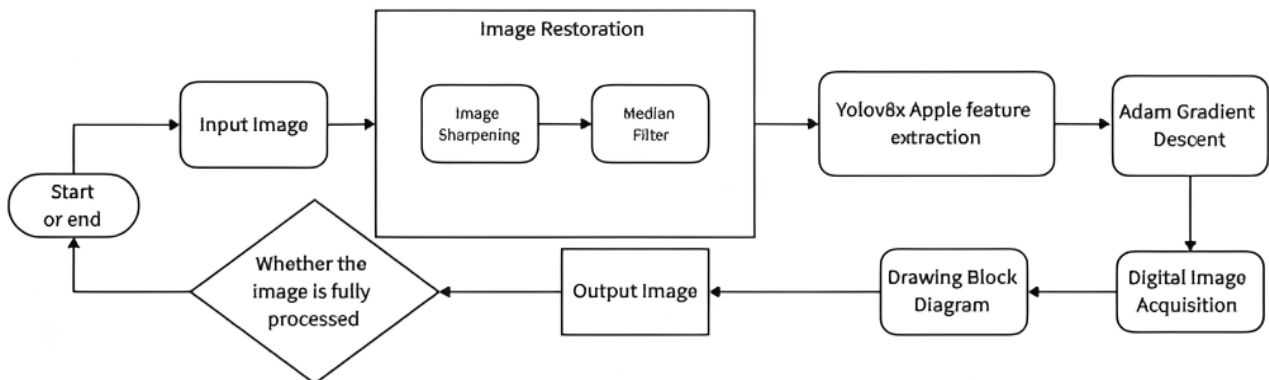 Image Restoration
Input Image
Image
Sharpening
Median
Filter
Yolov8x Apple feature
extraction
Adam Gradient
Descent
Start
or end
Whether the
image is fully
processed
Output Image
Drawing Block
Diagram
Digital Image
Acquisition